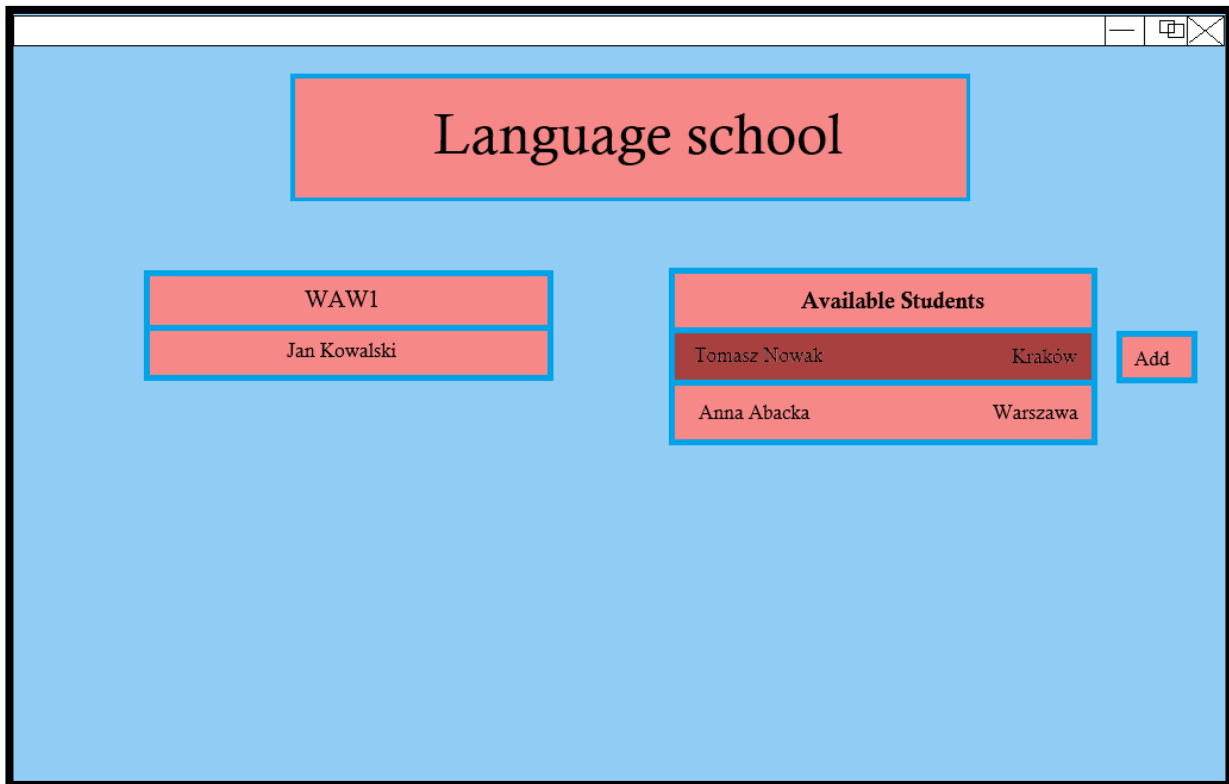 Language school
WAW1
Jan Kowalski
Available Students
Tomasz Nowak Kraków
Add
Anna Abacka Warszawa